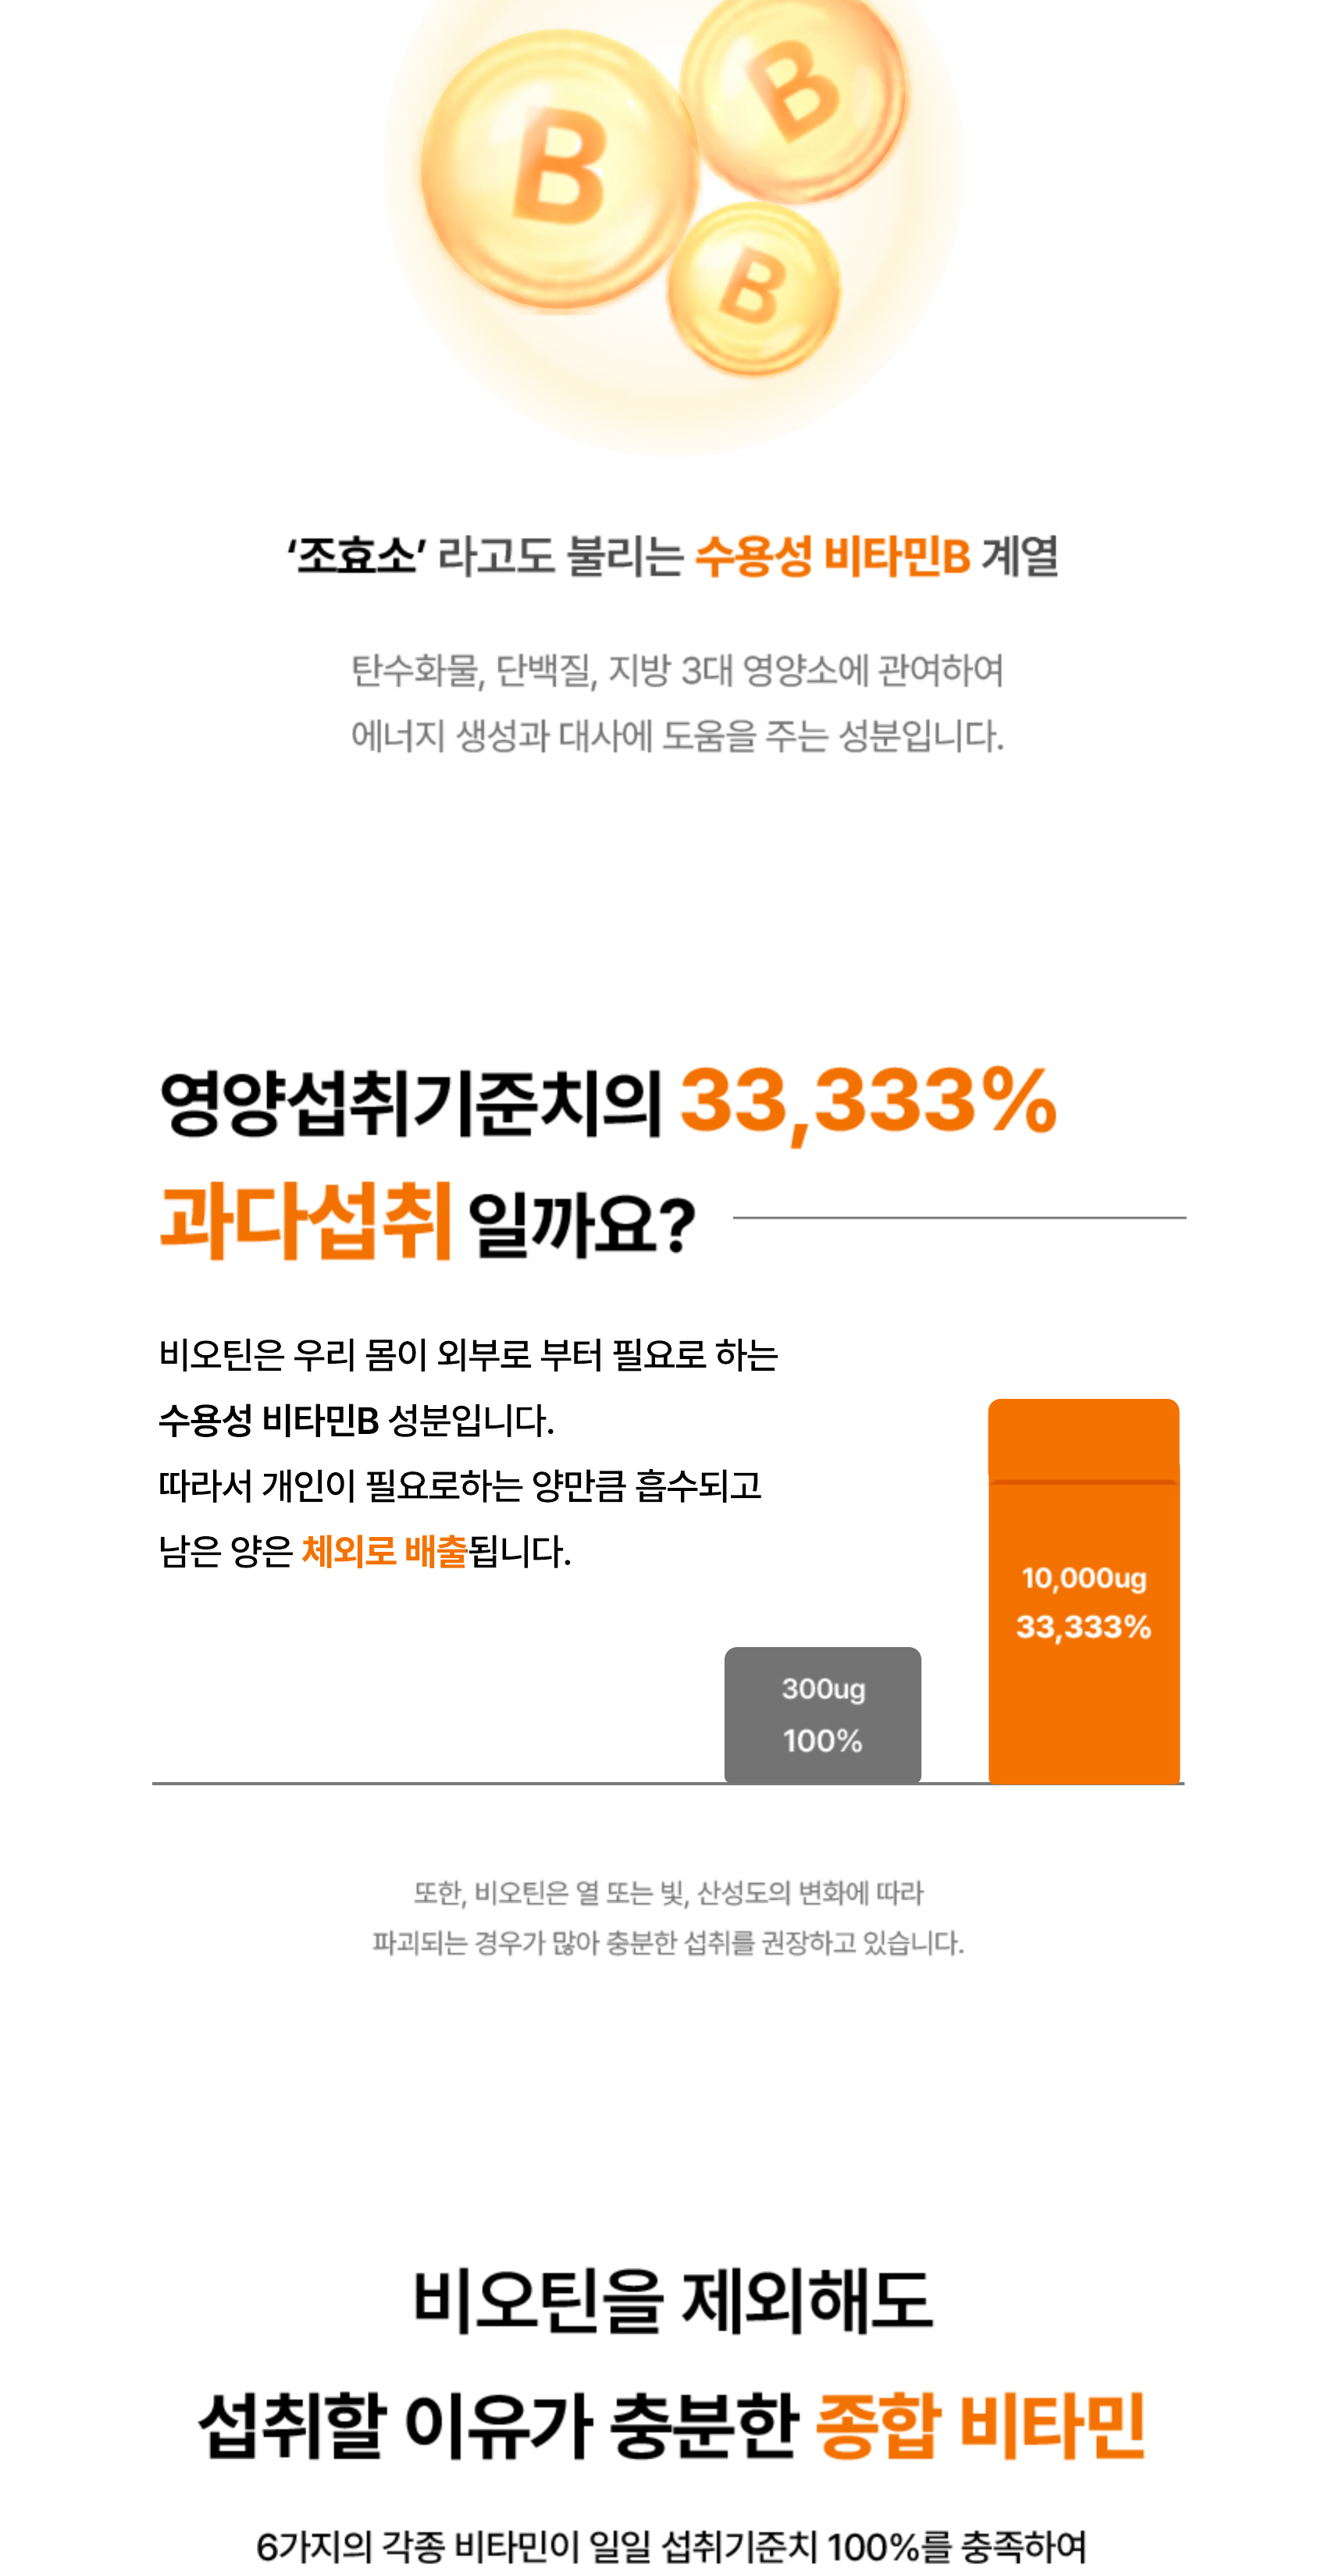 B
B
B
‘조효소’ 라고도 불리는 수용성 비타민B 계열
탄수화물, 단백질, 지방 3대 영양소에 관여하여
에너지 생성과 대사에 도움을 주는 성분입니다.
영양섭취기준치의 33,333%
과다섭취 일까요?
비오틴은 우리 몸이 외부로 부터 필요로 하는
수용성 비타민B 성분입니다.
따라서 개인이 필요로하는 양만큼 흡수되고
남은 양은 체외로 배출됩니다.
10,000ug
33,333%
300ug
100%
또한, 비오틴은 열 또는 빛, 산성도의 변화에 따라
파괴되는 경우가 많아 충분한 섭취를 권장하고 있습니다.
비오틴을 제외해도
섭취할 이유가 충분한 종합 비타민
6가지의 각종 비타민이 일일 섭취기준치 100%를 충족하여